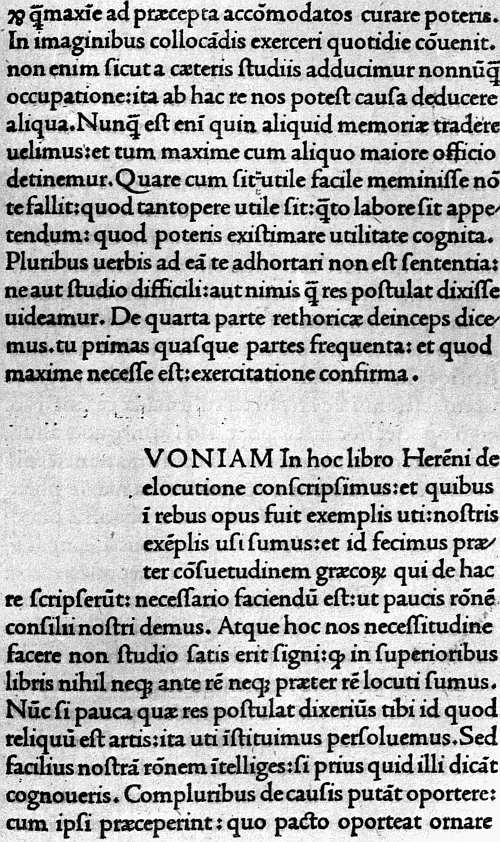 ⁊ q̄maxīe ad præcepta accōmodatos curare poteris.
In imaginibus collocādis exerceri quotidie cōuenit.
non enim ſicut a cæteris ſtudiis adducimur nonnūq̄
occupatione:ita ab hac re nos poteſt cauſa deducere
aliqua.Nunq̄ eſt enī quin aliquid memoriæ tradere
uelimus:et tum maxime cum aliquo maiore officio
detinemur.Quare cum ſit utile facile meminiſſe nō
te fallit:quod tantopere utile ſit:q̄to labore ſit appe⸗
tendum: quod poteris exiſtimare utilitate cognita.
Pluribus uerbis ad eā te adhortari non eſt ſententia:
ne aut ſtudio difficili:aut nimis q̄ res poſtulat dixiſſe
uideamur. De quarta parte rethoricæ deinceps dice⸗
mus.tu primas quaſque partes frequenta: et quod
maxime neceſſe eſt:exercitatione confirma.
VONIAM In hoc libro Herēni de
elocutione conſcripſimus:et quibus
ī rebus opus fuit exemplis uti:noſtris
exēplis uſi ſumus:et id fecimus præ⸗
ter cōſuetudinem græcoꝝ qui de hac
re ſcripſerūt: neceſſario faciendū eſt:ut paucis rōnē
conſilii noſtri demus. Atque hoc nos neceſſitudine
facere non ſtudio ſatis erit ſigni:ꝙ in ſuperioribus
libris nihil neqꝫ ante rē neqꝫ præter rē locuti ſumus.
Nūc ſi pauca quæ res poſtulat dixeriūs tibi id quod
reliquū eſt artis:ita uti īſtituimus perſoluemus.Sed
facilius noſtrā rōnem ītelliges:ſi prius quid illi dicāt
cognoueris. Compluribus de cauſis putāt oportere:
cum ipſi præceperint: quo pacto oporteat ornare